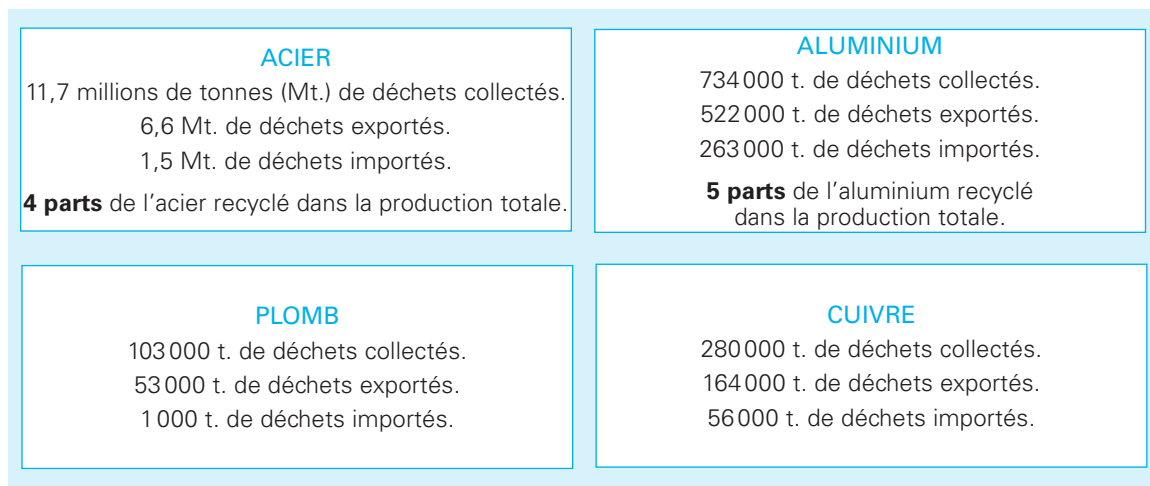 ACIER
11,7 millions de tonnes (Mt.) de déchets collectés.
6,6 Mt. de déchets exportés.
1,5 Mt. de déchets importés.
4 parts de l'acier recyclé dans la production totale.
ALUMINIUM
734 000 t. de déchets collectés.
522 000 t. de déchets exportés.
263 000 t. de déchets importés.
5 parts de l'aluminium recyclé
dans la production totale.
PLOMB
103 000 t. de déchets collectés.
53 000 t. de déchets exportés.
1 000 t. de déchets importés.
CUIVRE
280 000 t. de déchets collectés.
164 000 t. de déchets exportés.
56 000 t. de déchets importés.